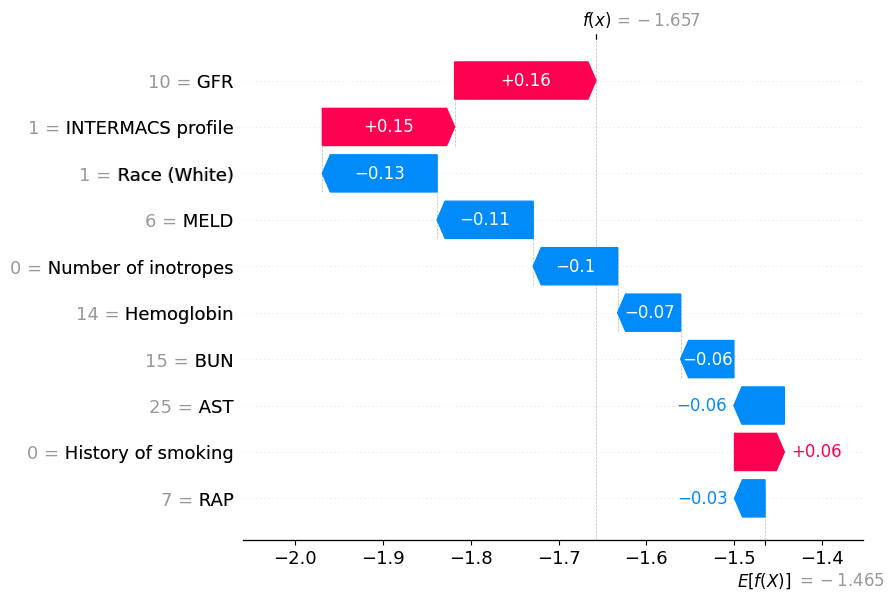 f(x) = −1.657
10 = GFR +0.16
1 = INTERMACS profile +0.15
1 = Race (White) −0.13
6 = MELD −0.11
0 = Number of inotropes −0.1
14 = Hemoglobin −0.07
15 = BUN −0.06
25 = AST −0.06
0 = History of smoking +0.06
7 = RAP −0.03
−2.0 −1.9 −1.8 −1.7 −1.6 −1.5 −1.4
E[f(X)] = −1.465